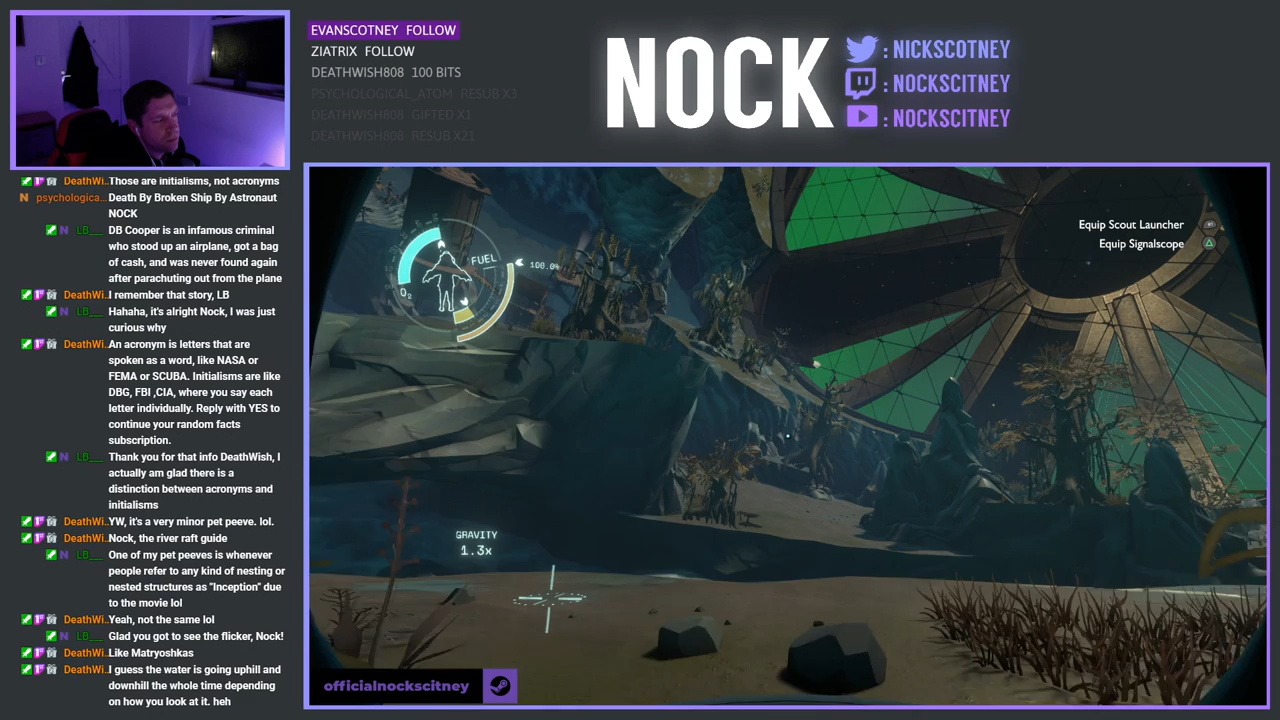 EVANSCOTNEY FOLLOW
ZIATRIX FOLLOW
DEATHWISH808 100 BITS
PSYCHOLOGICAL_ATOM RESUB X3
DEATHWISH808 GIFTED X1
DEATHWISH808 RESUB X21
NOCK
: NICKSCOTNEY
: NOCKSCITNEY
: NOCKSCITNEY
DeathWi.. Those are initialisms, not acronyms
N psychologica... Death By Broken Ship By Astronaut
NOCK
N LB__ DB Cooper is an infamous criminal
who stood up an airplane, got a bag
of cash, and was never found again
after parachuting out from the plane
DeathWi.. I remember that story, LB
N LB__ Hahaha, it's alright Nock, I was just
curious why
DeathWi.. An acronym is letters that are
spoken as a word, like NASA or
FEMA or SCUBA. Initialisms are like
DBG, FBI ,CIA, where you say each
letter individually. Reply with YES to
continue your random facts
subscription.
N LB__ Thank you for that info DeathWish, I
actually am glad there is a
distinction between acronyms and
initialisms
DeathWi.. YW, it's a very minor pet peeve. lol.
DeathWi.. Nock, the river raft guide
N LB__ One of my pet peeves is whenever
people refer to any kind of nesting or
nested structures as "Inception" due
to the movie lol
DeathWi.. Yeah, not the same lol
N LB__ Glad you got to see the flicker, Nock!
DeathWi.. Like Matryoshkas
DeathWi.. I guess the water is going uphill and
downhill the whole time depending
on how you look at it. heh
Equip Scout Launcher
Equip Signalscope
FUEL
100.0%
O2
GRAVITY
1.3x
officialnockscitney